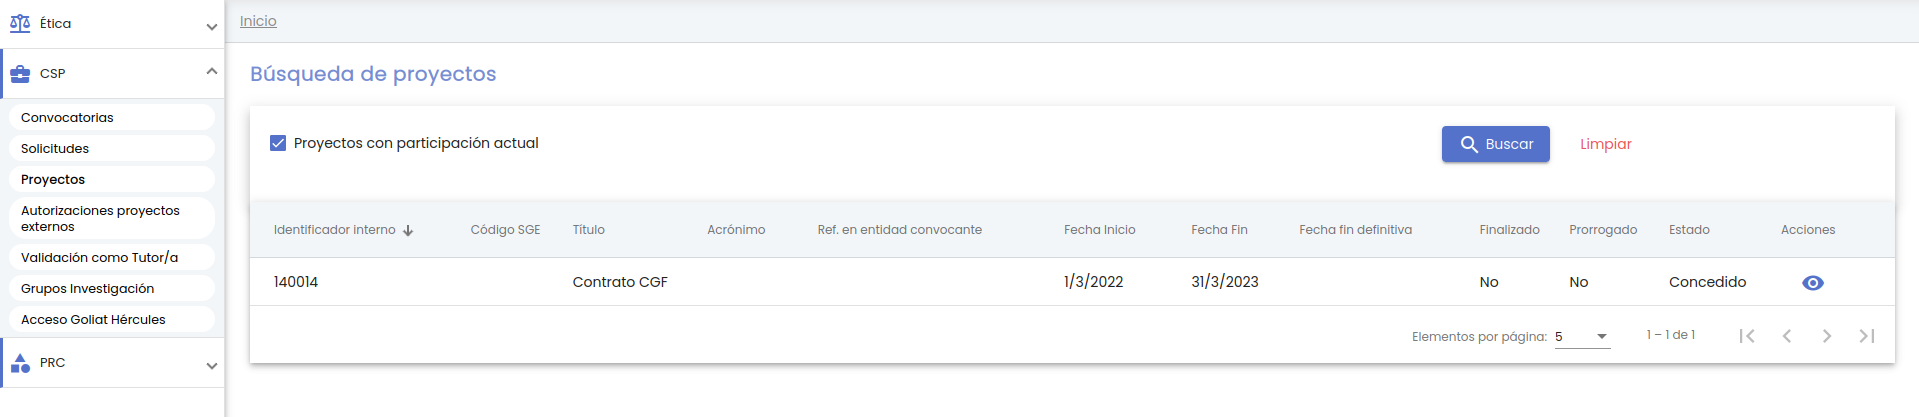 Ética
CSP
Convocatorias
Solicitudes
Proyectos
Autorizaciones proyectos
externos
Validación como Tutor/a
Grupos Investigación
Acceso Goliat Hércules
PRC
Inicio
Búsqueda de proyectos
Proyectos con participación actual
Buscar
Limpiar
Identificador interno Código SGE Título Acrónimo Ref. en entidad convocante Fecha Inicio Fecha Fin Fecha fin definitiva Finalizado Prorrogado Estado Acciones
140014 Contrato CGF 1/3/2022 31/3/2023 No No Concedido
Elementos por página: 5 1 – 1 de 1